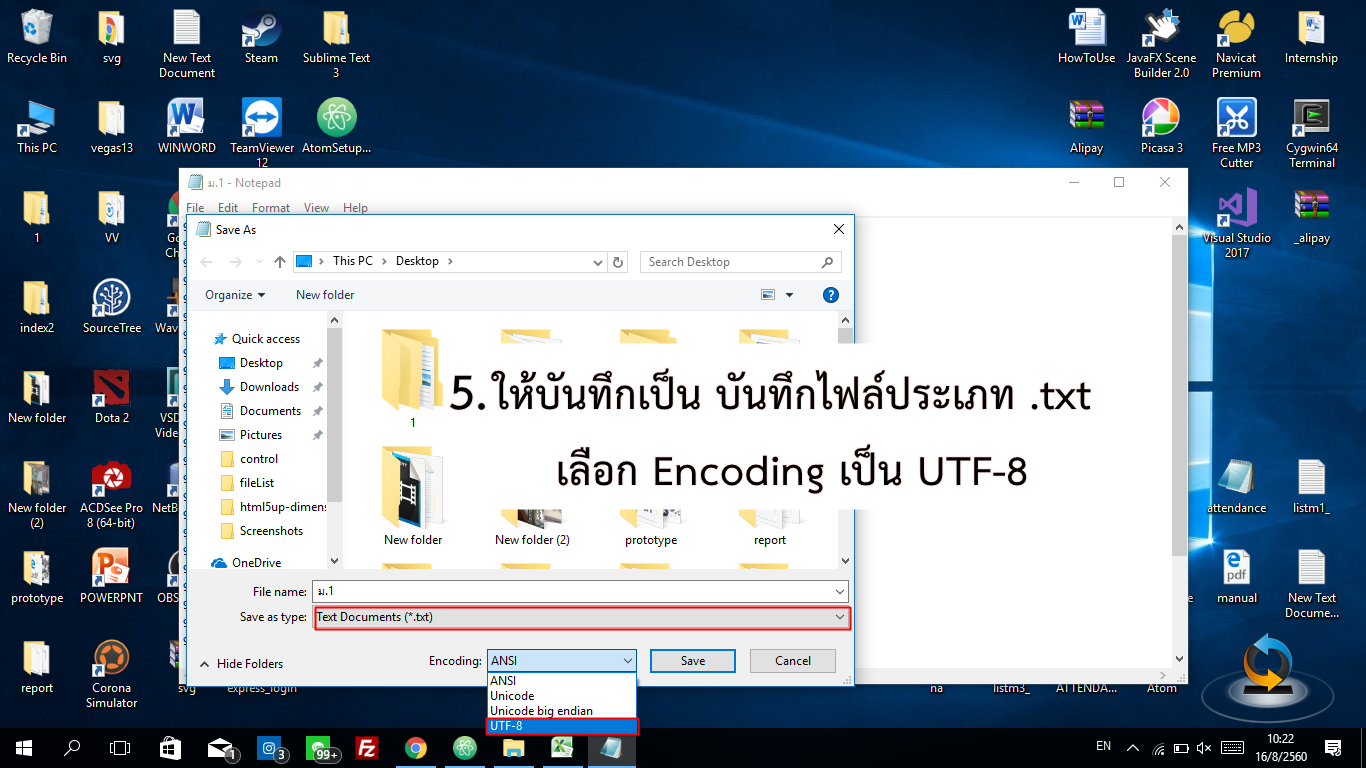 Recycle Bin
svg
New Text Document
Steam
Sublime Text 3
HowToUse
JavaFX Scene Builder 2.0
Navicat Premium
Internship
This PC
vegas13
WINWORD
TeamViewer 12
AtomSetup...
Alipay
Picasa 3
Free MP3 Cutter
Cygwin64 Terminal
ม.1 - Notepad
File Edit Format View Help
1
VV
Visual Studio 2017
_alipay
Save As
This PC > Desktop >
Search Desktop
Organize
New folder
index2
SourceTree
Quick access
Desktop
Downloads
Documents
Pictures
control
fileList
html5up-dimens
Screenshots
OneDrive
1
5. ให้บันทึกเป็น บันทึกไฟล์ประเภท .txt
เลือก Encoding เป็น UTF-8
New folder
New folder (2)
prototype
report
New folder
Dota 2
New folder (2)
ACDSee Pro 8 (64-bit)
attendance
listm1_
prototype
POWERPNT
manual
New Text Docume...
File name: ม.1
Save as type: Text Documents (*.txt)
Hide Folders
Encoding: ANSI
Save
Cancel
ANSI
Unicode
Unicode big endian
UTF-8
report
Corona Simulator
svg
express_login
na
listm3_
ATTENDA...
Atom
1
3
99+
EN
10:22
16/8/2560